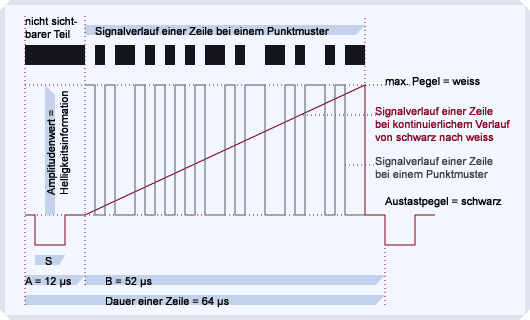 nicht sicht-
barer Teil
Signalverlauf einer Zeile bei einem Punktmuster
max. Pegel = weiss
Signalverlauf einer Zeile
bei kontinuierlichem Verlauf
von schwarz nach weiss
Signalverlauf einer Zeile
bei einem Punktmuster
Amplitudenwert =
Helligkeitsinformation
Austastpegel = schwarz
S
A = 12 µs
B = 52 µs
Dauer einer Zeile = 64 µs